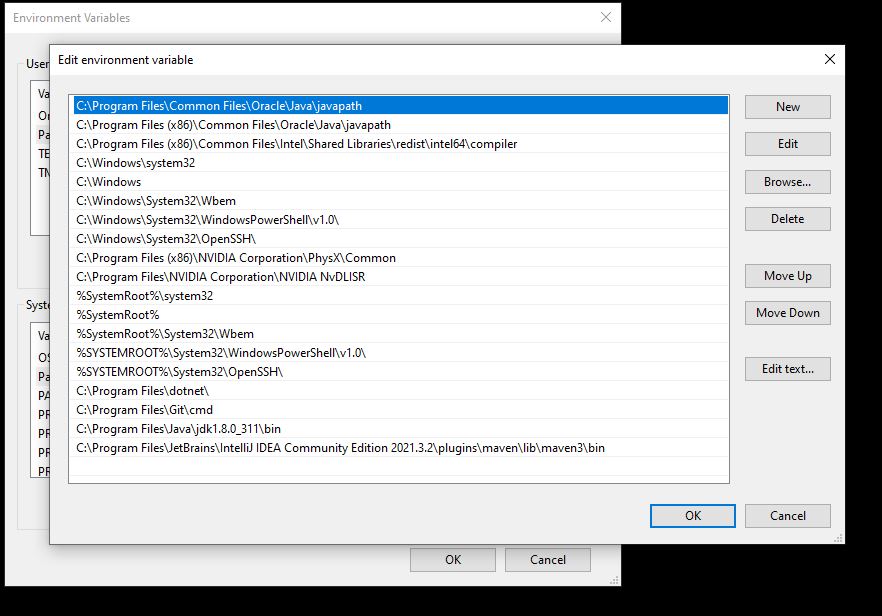 Environment Variables
Edit environment variable
User
Va
Pa
TE
Syste
Va
OS
Pa
PA
PR
PR
PR
PR
C:\Program Files\Common Files\Oracle\Java\javapath
C:\Program Files (x86)\Common Files\Oracle\Java\javapath
C:\Program Files (x86)\Common Files\Intel\Shared Libraries\redist\intel64\compiler
C:\Windows\system32
C:\Windows
C:\Windows\System32\Wbem
C:\Windows\System32\WindowsPowerShell\v1.0\
C:\Windows\System32\OpenSSH\
C:\Program Files (x86)\NVIDIA Corporation\PhysX\Common
C:\Program Files\NVIDIA Corporation\NVIDIA NvDLISR
%SystemRoot%\system32
%SystemRoot%
%SystemRoot%\System32\Wbem
%SYSTEMROOT%\System32\WindowsPowerShell\v1.0\
%SYSTEMROOT%\System32\OpenSSH\
C:\Program Files\dotnet\
C:\Program Files\Git\cmd
C:\Program Files\Java\jdk1.8.0_311\bin
C:\Program Files\JetBrains\IntelliJ IDEA Community Edition 2021.3.2\plugins\maven\lib\maven3\bin
New
Edit
Browse...
Delete
Move Up
Move Down
Edit text...
OK
Cancel
OK
Cancel